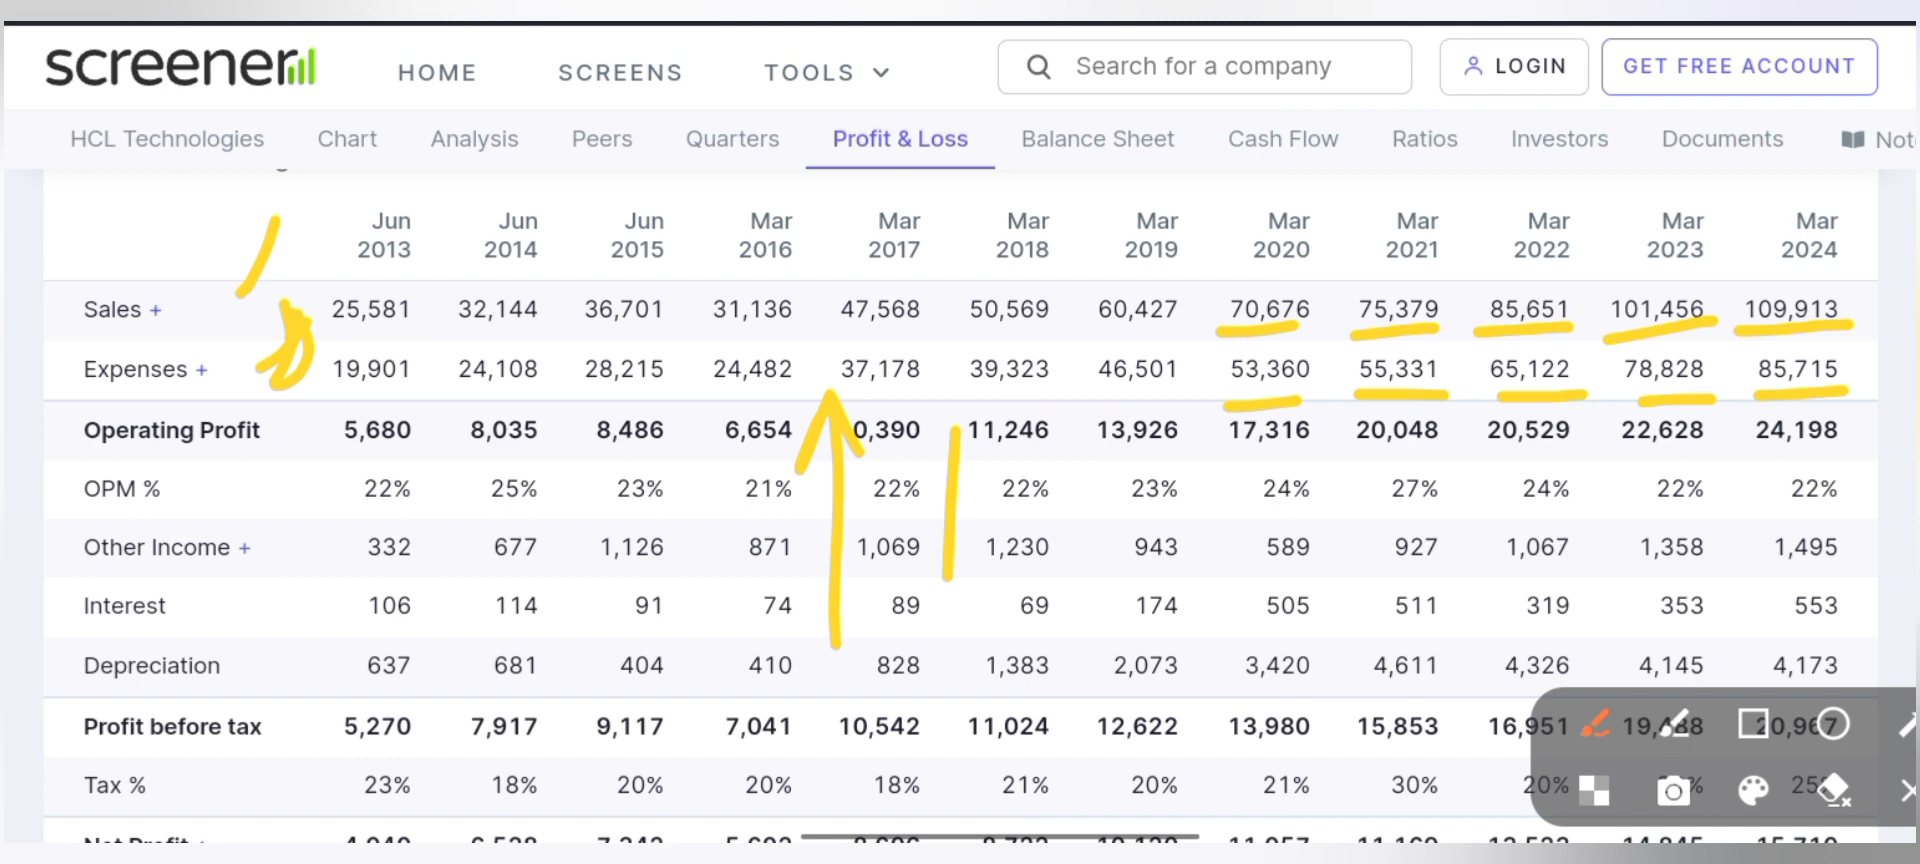 screener
HOME SCREENS TOOLS Search for a company LOGIN GET FREE ACCOUNT
HCL Technologies Chart Analysis Peers Quarters Profit & Loss Balance Sheet Cash Flow Ratios Investors Documents
Jun Jun Jun Mar Mar Mar Mar Mar Mar Mar Mar Mar
2013 2014 2015 2016 2017 2018 2019 2020 2021 2022 2023 2024
Sales + 25,581 32,144 36,701 31,136 47,568 50,569 60,427 70,676 75,379 85,651 101,456 109,913
Expenses + 19,901 24,108 28,215 24,482 37,178 39,323 46,501 53,360 55,331 65,122 78,828 85,715
Operating Profit 5,680 8,035 8,486 6,654 0,390 11,246 13,926 17,316 20,048 20,529 22,628 24,198
OPM % 22% 25% 23% 21% 22% 22% 23% 24% 27% 24% 22% 22%
Other Income + 332 677 1,126 871 1,069 1,230 943 589 927 1,067 1,358 1,495
Interest 106 114 91 74 89 69 174 505 511 319 353 553
Depreciation 637 681 404 410 828 1,383 2,073 3,420 4,611 4,326 4,145 4,173
Profit before tax 5,270 7,917 9,117 7,041 10,542 11,024 12,622 13,980 15,853 16,951 20,967
Tax % 23% 18% 20% 20% 18% 21% 20% 21% 30% 20%